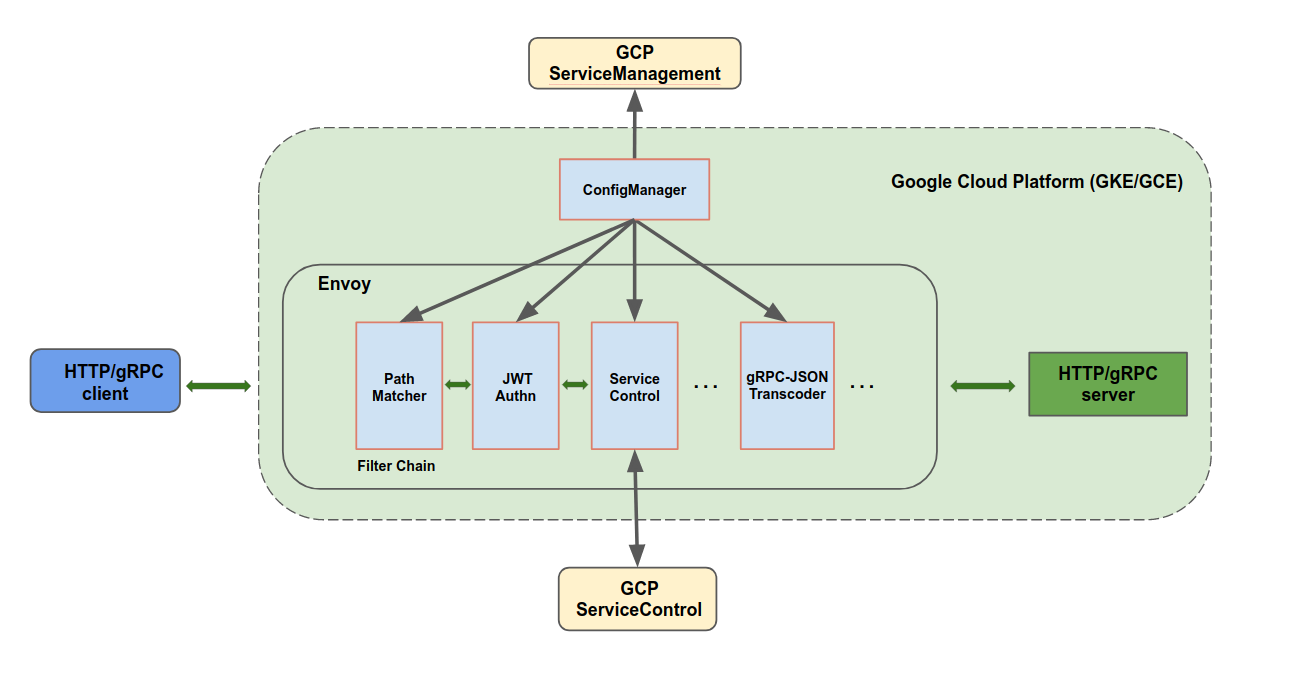 GCP
ServiceManagement
ConfigManager
Google Cloud Platform (GKE/GCE)
Envoy
HTTP/gRPC
client
Path
Matcher
JWT
Authn
Service
Control
...
gRPC-JSON
Transcoder
...
HTTP/gRPC
server
Filter Chain
GCP
ServiceControl